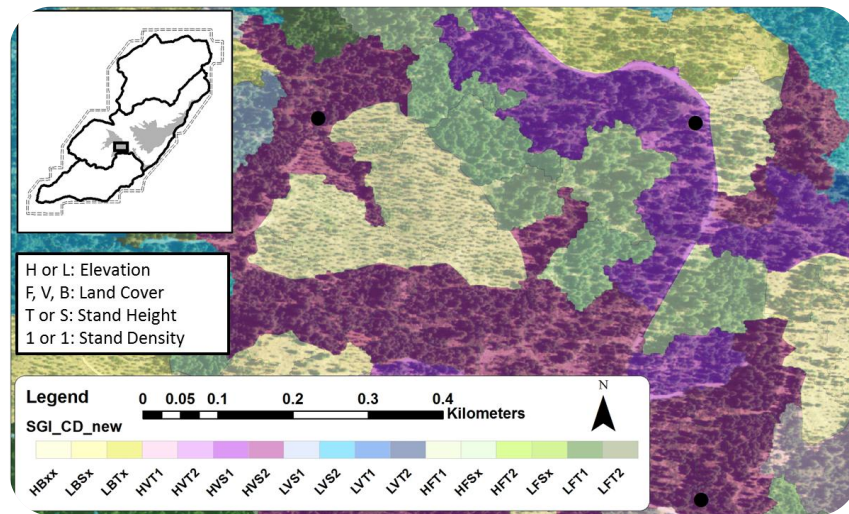 H or L: Elevation
F, V, B: Land Cover
T or S: Stand Height
1 or 1: Stand Density
Legend
0 0.05 0.1 0.2 0.3 0.4
Kilometers
N
SGI_CD_new
HBxx LBSx LBTx HVT1 HVT2 HVS1 HVS2 LVS1 LVS2 LVT1 LVT2 HFT1 HFSx HFT2 LFSx LFT1 LFT2